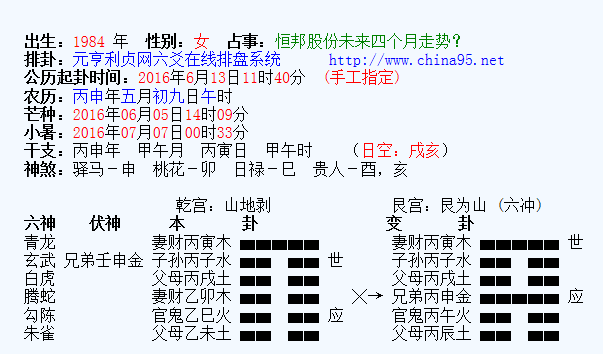 出生：1984 年　性别：女　占事：恒邦股份未来四个月走势？
排卦：元亨利贞网六爻在线排盘系统　　http://www.china95.net
公历起卦时间：2016年6月13日11时40分　(手工指定)
农历：丙申年五月初九日午时
芒种：2016年06月05日14时09分
小暑：2016年07月07日00时33分
干支：丙申年　甲午月　丙寅日　甲午时　　（日空：戌亥）
神煞：驿马－申　桃花－卯　日禄－巳　贵人－酉，亥
乾宫：山地剥　　艮宫：艮为山 (六冲)
六神　伏神　本　卦　变　卦
青龙　妻财丙寅木　妻财丙寅木　世
玄武 兄弟壬申金 子孙丙子水　世　子孙丙子水
白虎　父母丙戌土　父母丙戌土
腾蛇　妻财乙卯木　╳→ 兄弟丙申金　应
勾陈　官鬼乙巳火　应　官鬼丙午火
朱雀　父母乙未土　父母丙辰土